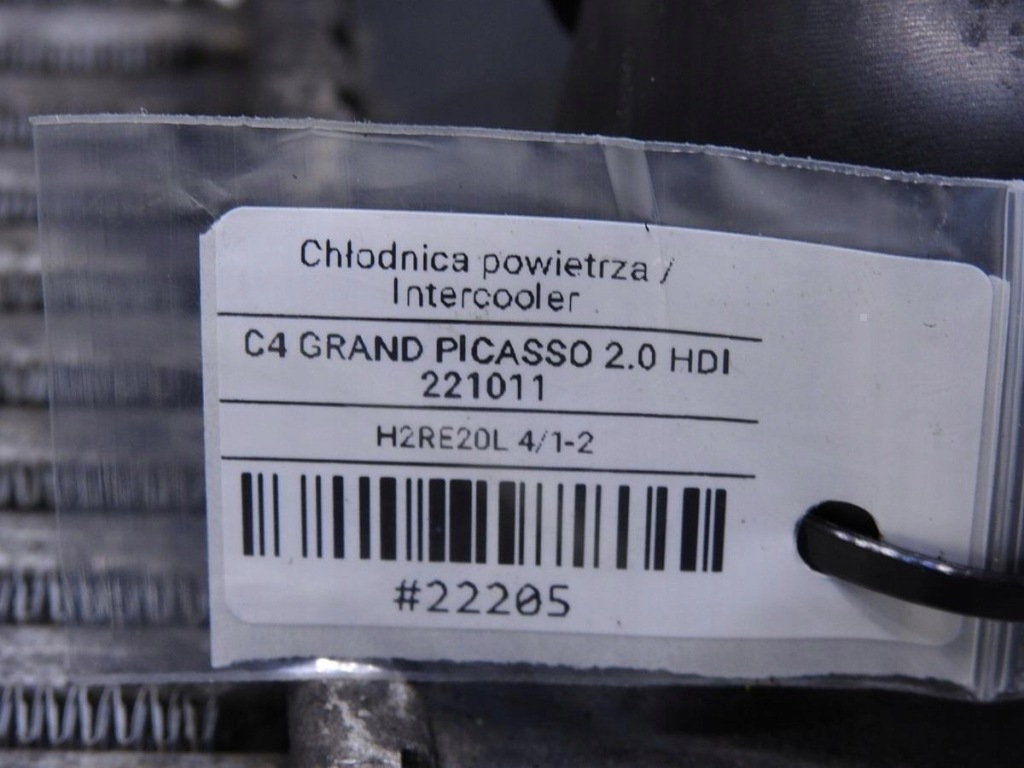 Chłodnica powietrza /
Intercooler
C4 GRAND PICASSO 2.0 HDI
221011
H2RE20L 4/1-2
#22205